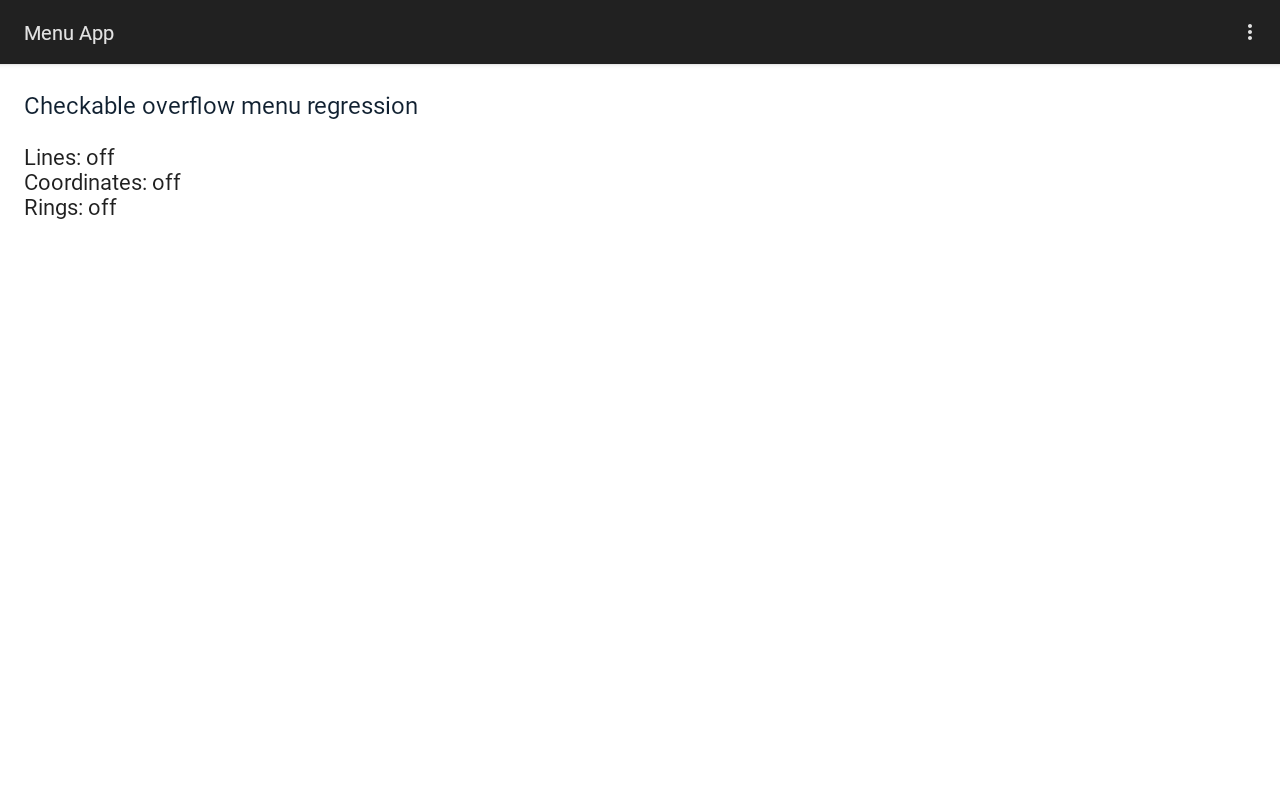 Menu App
Checkable overflow menu regression
Lines: off
Coordinates: off
Rings: off